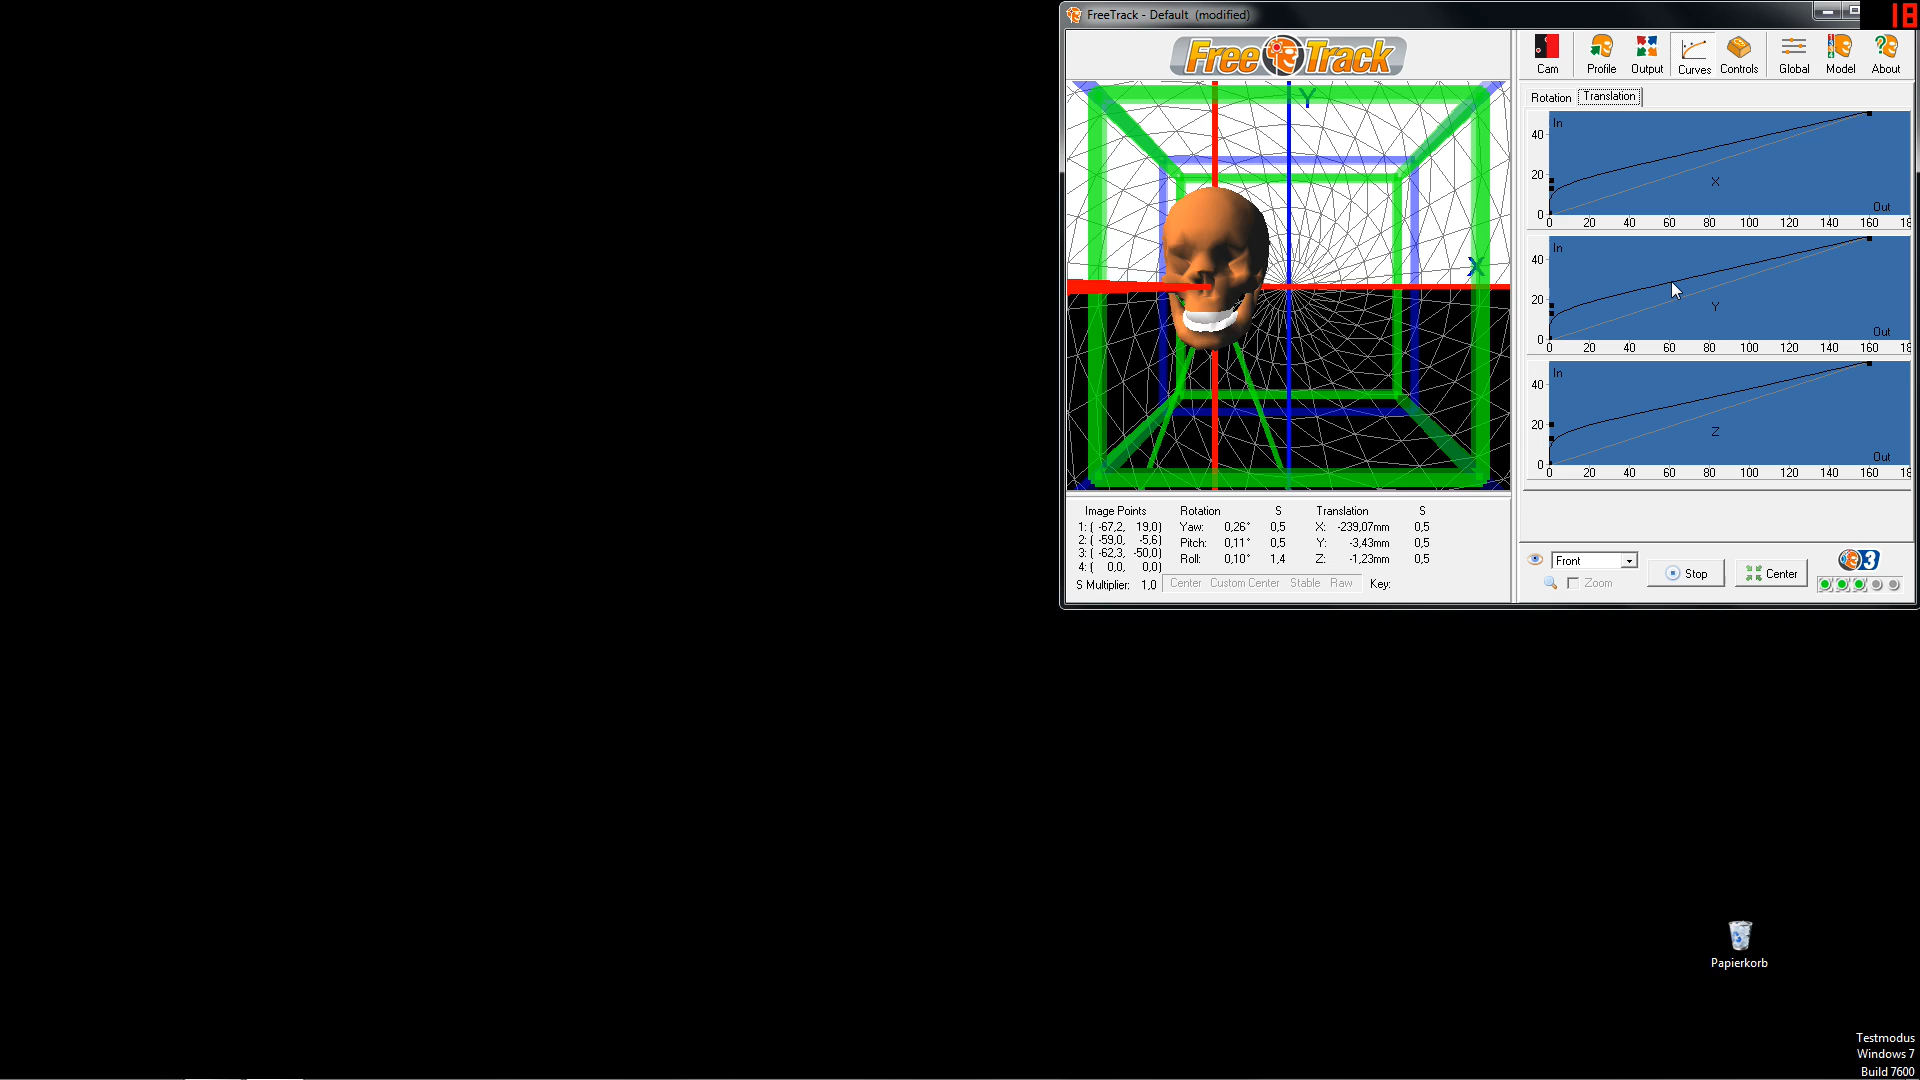 FreeTrack - Default (modified)
18
FreeTrack
Cam Profile Output Curves Controls Global Model About
Rotation Translation
Y
X
In
40
20
0
X
Out
0 20 40 60 80 100 120 140 160 18
In
40
20
0
Y
Out
0 20 40 60 80 100 120 140 160 18
In
40
20
0
Z
Out
0 20 40 60 80 100 120 140 160 18
Image Points Rotation S Translation S
1: ( -67,2, 19,0) Yaw: 0,26° 0,5 X: -239,07mm 0,5
2: ( -59,0, -5,6) Pitch: 0,11° 0,5 Y: -3,43mm 0,5
3: ( -62,3, -50,0) Roll: 0,10° 1,4 Z: -1,23mm 0,5
4: ( 0,0, 0,0)
S Multiplier: 1,0 Center Custom Center Stable Raw Key:
Front
Zoom
Stop
Center
3
Papierkorb
Testmodus
Windows 7
Build 7600